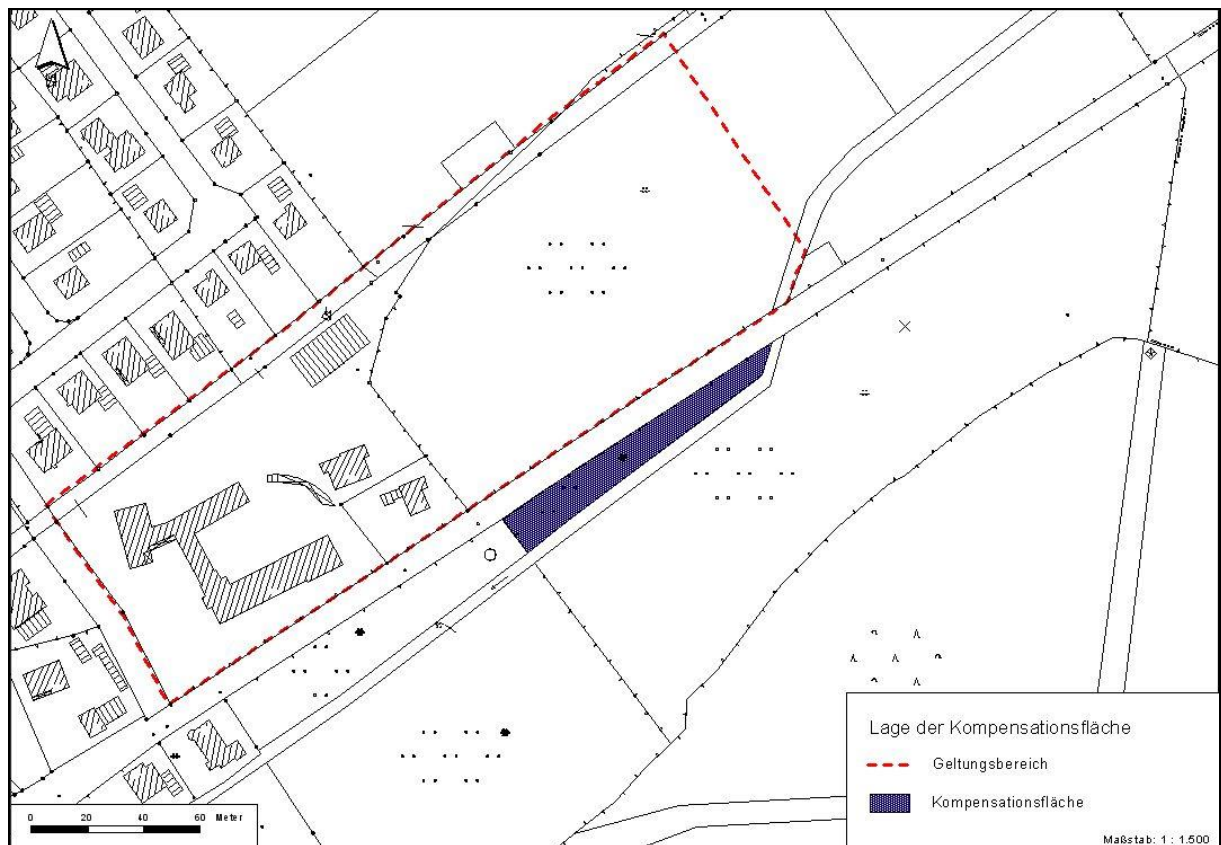 Lage der Kompensationsfläche
Geltungsbereich
Kompensationsfläche
0 20 40 60 Meter
Maßstab: 1 : 1.500